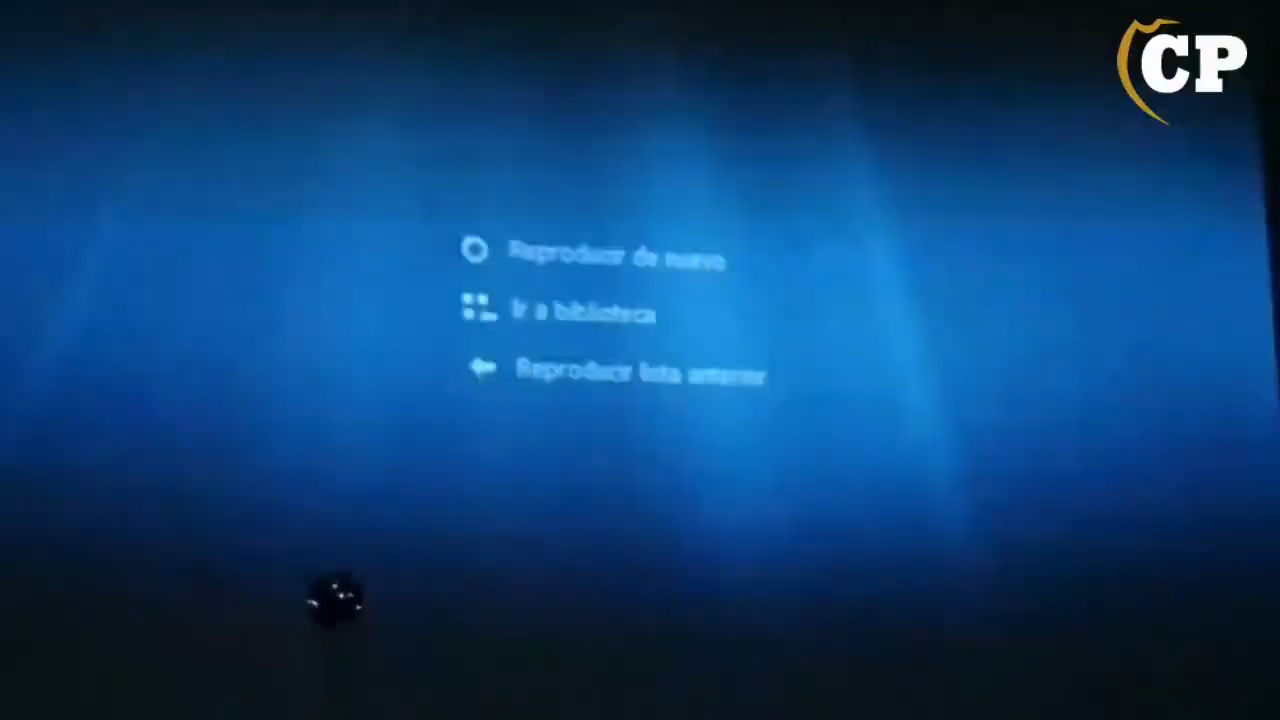 CP
Reproducir de nuevo
Ir a biblioteca
Reproducir lista anterior